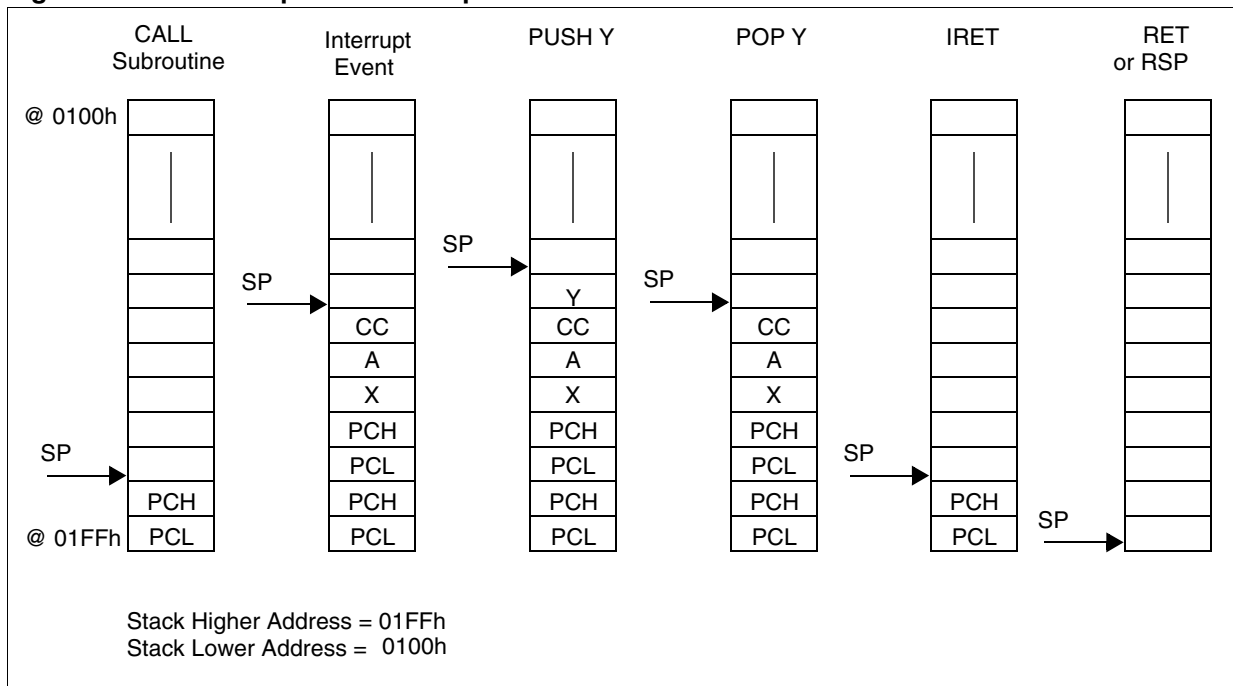 CALL
Subroutine
Interrupt
Event
PUSH Y
POP Y
IRET
RET
or RSP
@ 0100h
SP
SP
SP
Y
CC
CC
CC
A
A
A
X
X
X
PCH
PCH
PCH
SP
SP
PCL
PCL
PCL
PCH
PCH
PCH
PCH
PCH
SP
@ 01FFh
PCL
PCL
PCL
PCL
PCL
Stack Higher Address = 01FFh
Stack Lower Address = 0100h